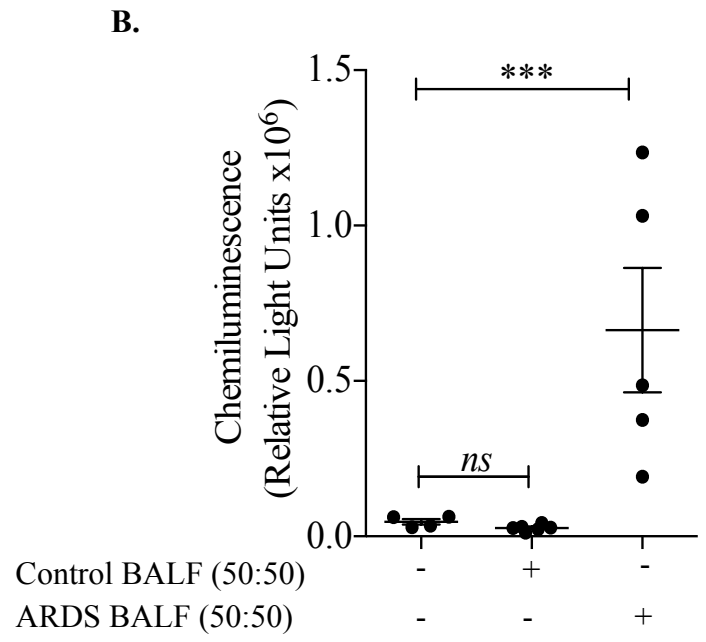 B.
Chemiluminescence
(Relative Light Units x10⁶)
1.5
1.0
0.5
0.0
***
ns
Control BALF (50:50) - + -
ARDS BALF (50:50) - - +